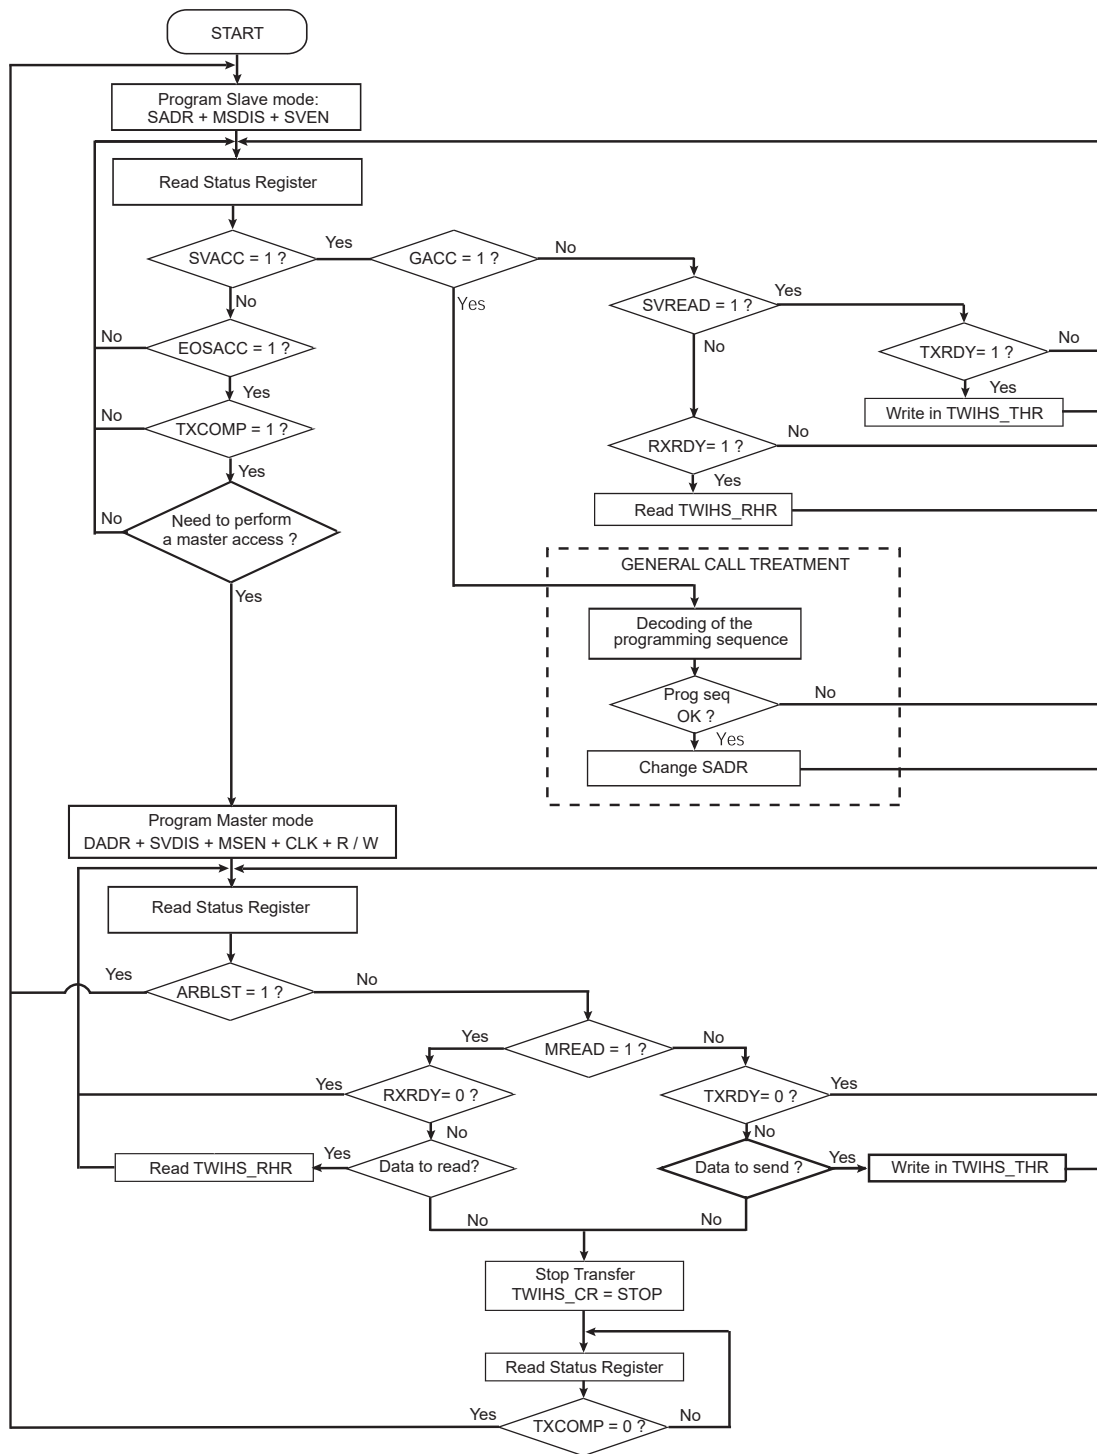 START
Program Slave mode:
SADR + MSDIS + SVEN
Read Status Register
SVACC = 1 ?
Yes
GACC = 1 ?
No
No
Yes
SVREAD = 1 ?
Yes
No
EOSACC = 1 ?
No
TXRDY= 1 ?
No
Yes
Yes
Write in TWIHS_THR
No
TXCOMP = 1 ?
RXRDY= 1 ?
No
Yes
Yes
No
Need to perform
a master access ?
Read TWIHS_RHR
GENERAL CALL TREATMENT
Yes
Decoding of the
programming sequence
Prog seq
OK ?
No
Yes
Change SADR
Program Master mode
DADR + SVDIS + MSEN + CLK + R / W
Read Status Register
Yes
ARBLST = 1 ?
No
Yes
MREAD = 1 ?
No
Yes
RXRDY= 0 ?
TXRDY= 0 ?
Yes
No
No
Read TWIHS_RHR
Yes
Data to read?
Data to send ?
Yes
Write in TWIHS_THR
No
No
Stop Transfer
TWIHS_CR = STOP
Read Status Register
Yes
TXCOMP = 0 ?
No